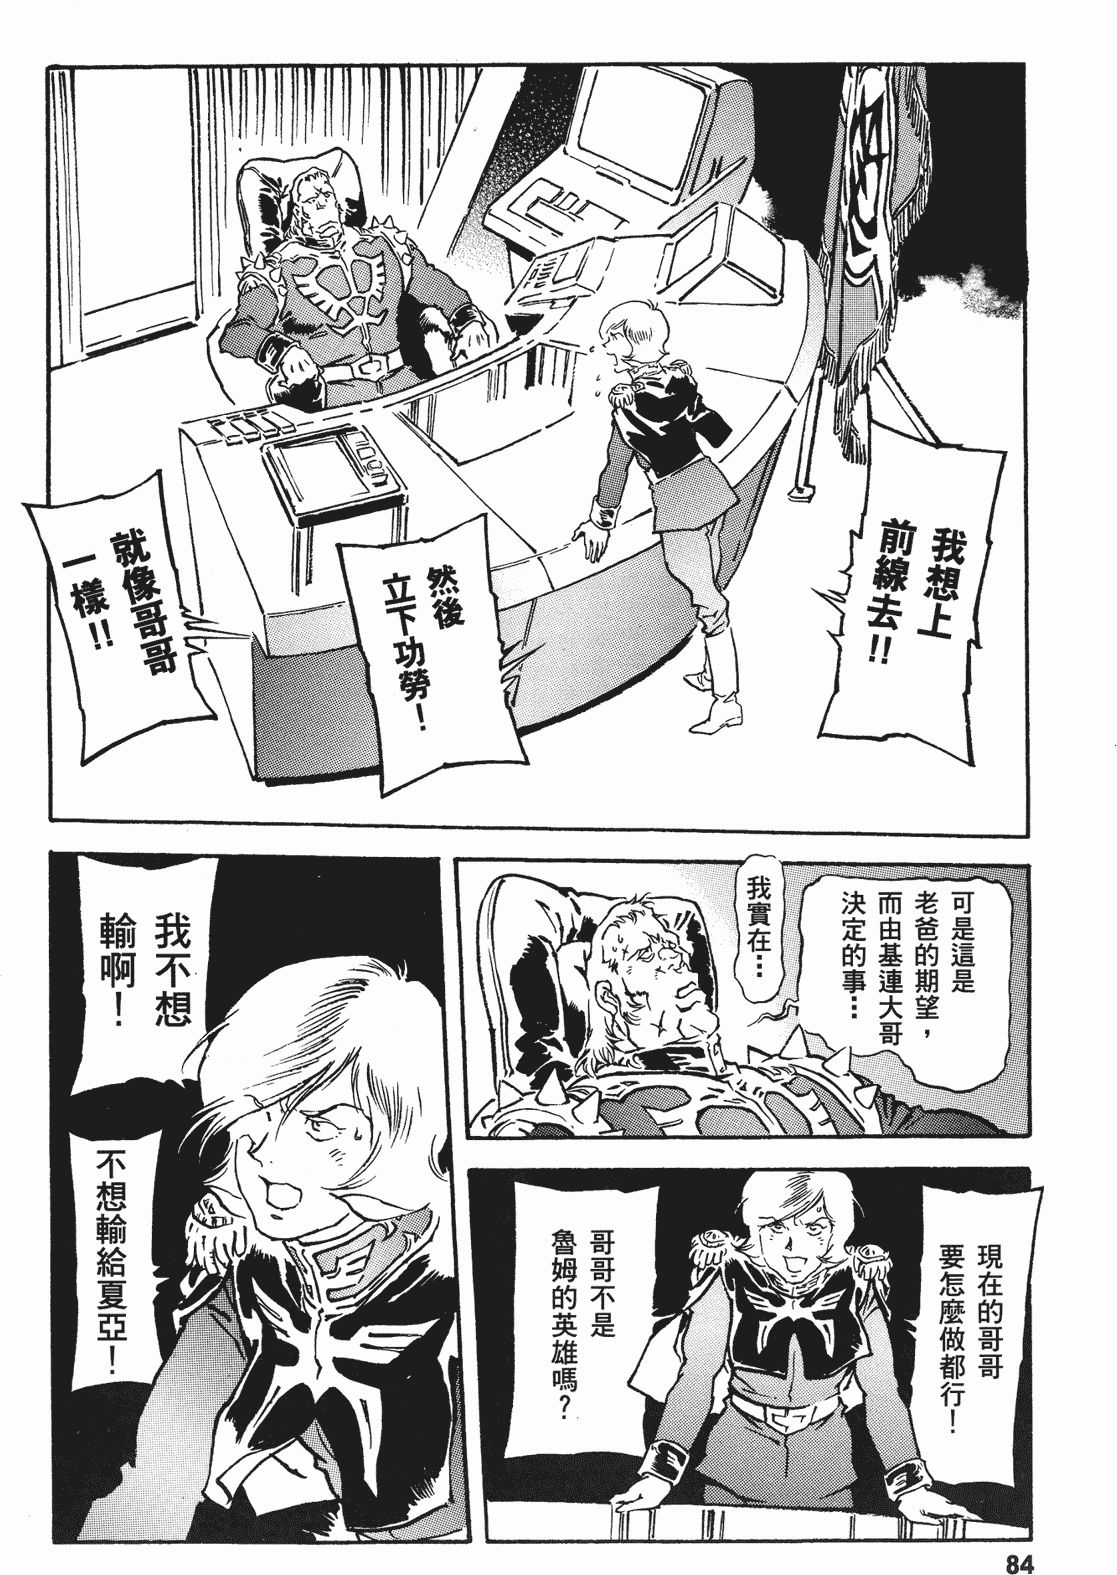 我想上
前線去!!
然後
立下功勞！
就像哥哥
一樣!!
可是這是
老爸的期望，
而由基連大哥
決定的事…
我實在…
現在的哥哥
要怎麼做都行！
哥哥不是
魯姆的英雄嗎？
我不想
輸啊！
不想輸給夏亞！
84